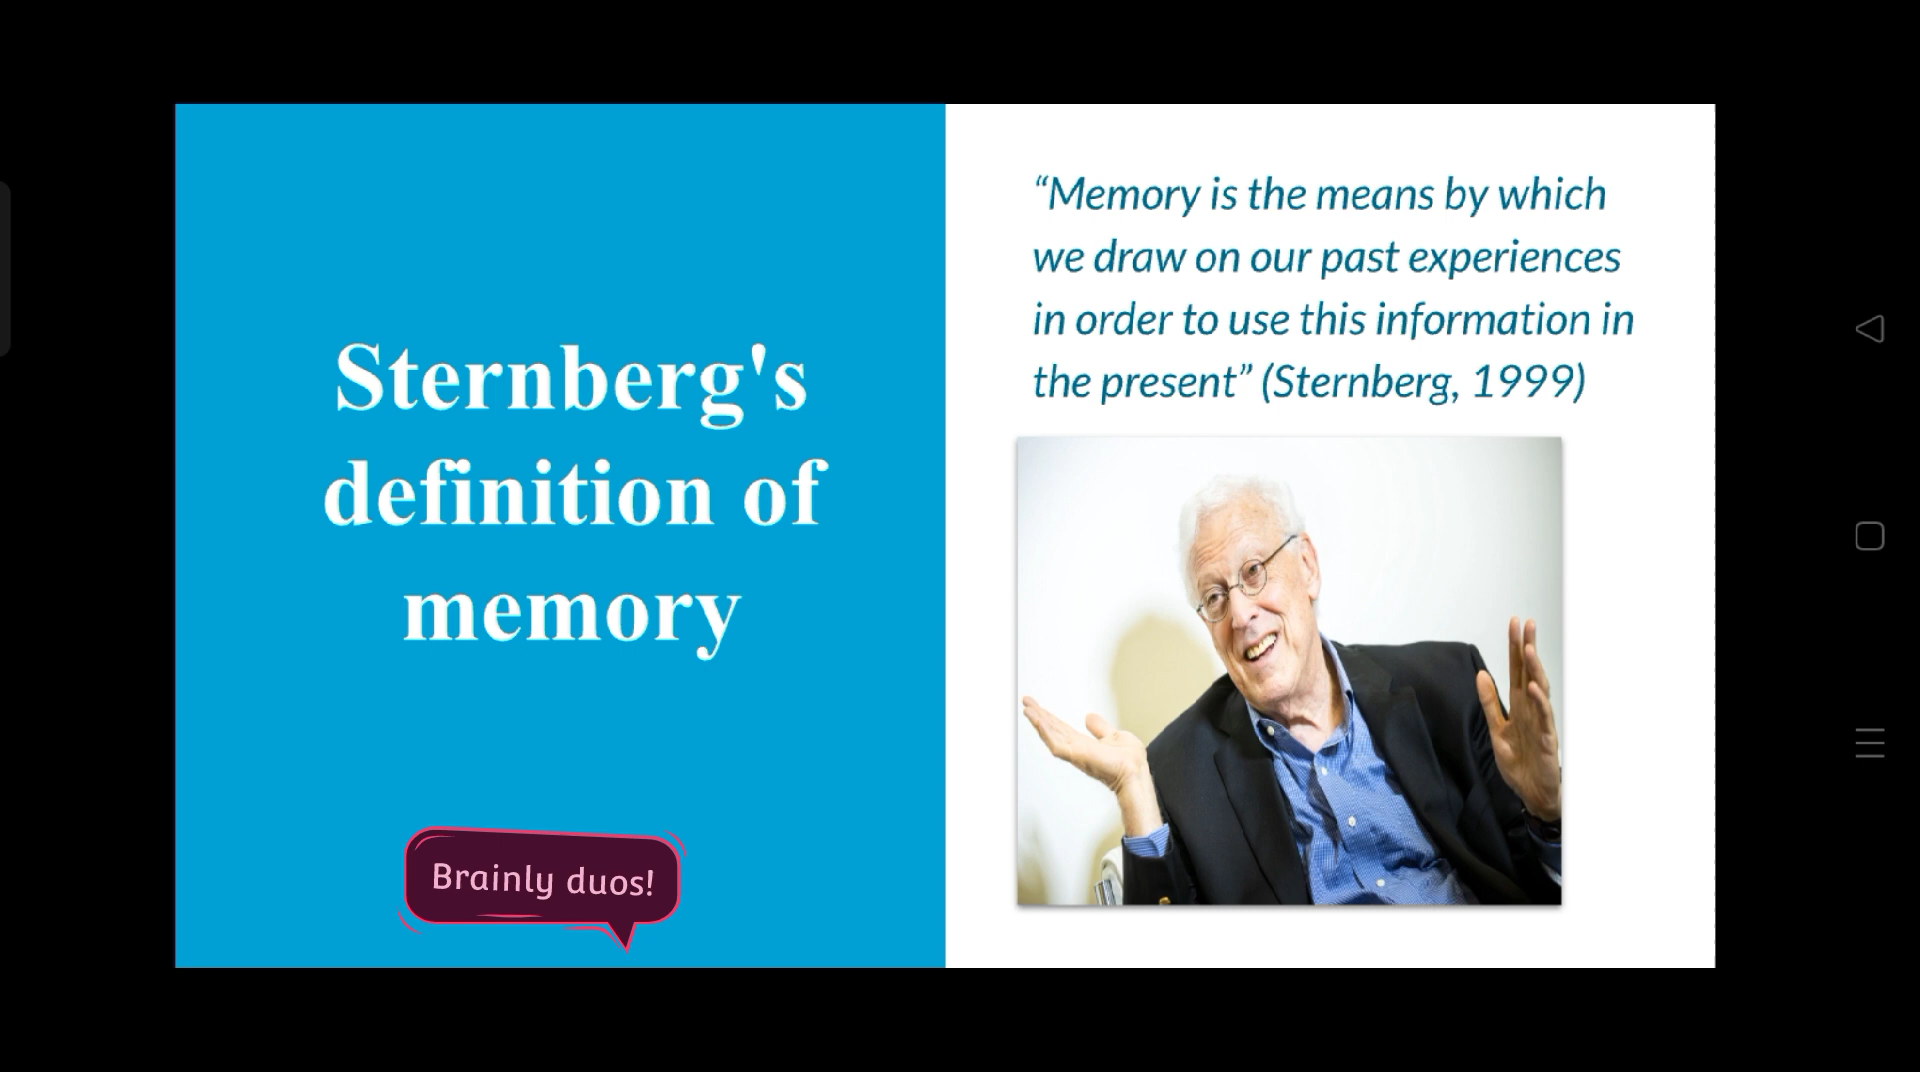 Sternberg's
definition of
memory
Brainly duos!
“Memory is the means by which
we draw on our past experiences
in order to use this information in
the present” (Sternberg, 1999)